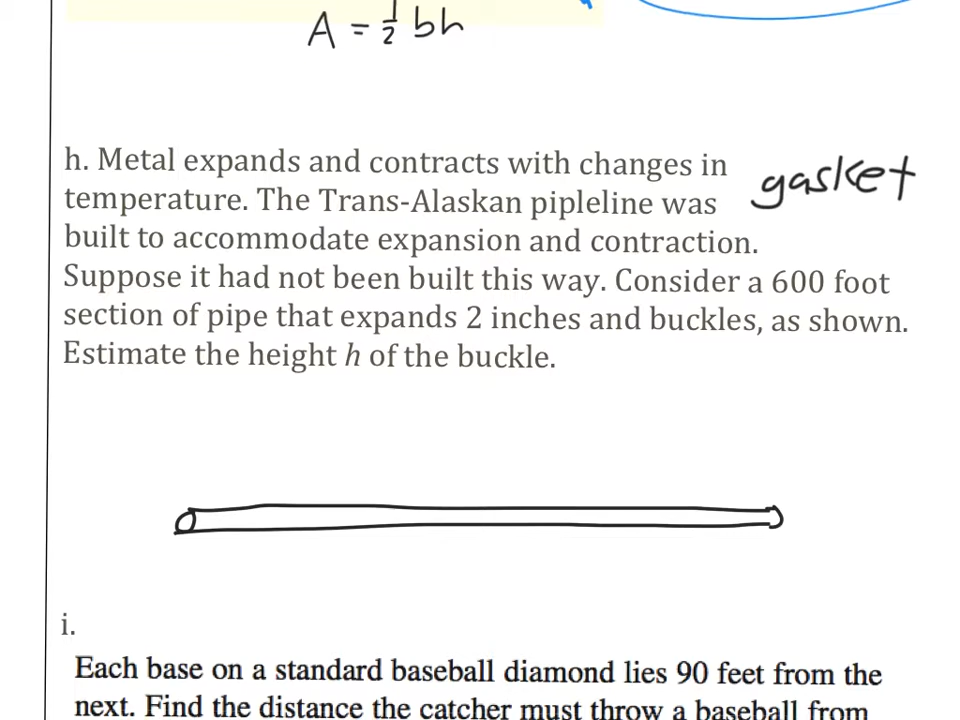 A = 1/2 bh
h. Metal expands and contracts with changes in
gasket
temperature. The Trans-Alaskan pipleline was
built to accommodate expansion and contraction.
Suppose it had not been built this way. Consider a 600 foot
section of pipe that expands 2 inches and buckles, as shown.
Estimate the height h of the buckle.
i.
Each base on a standard baseball diamond lies 90 feet from the
next. Find the distance the catcher must throw a baseball from